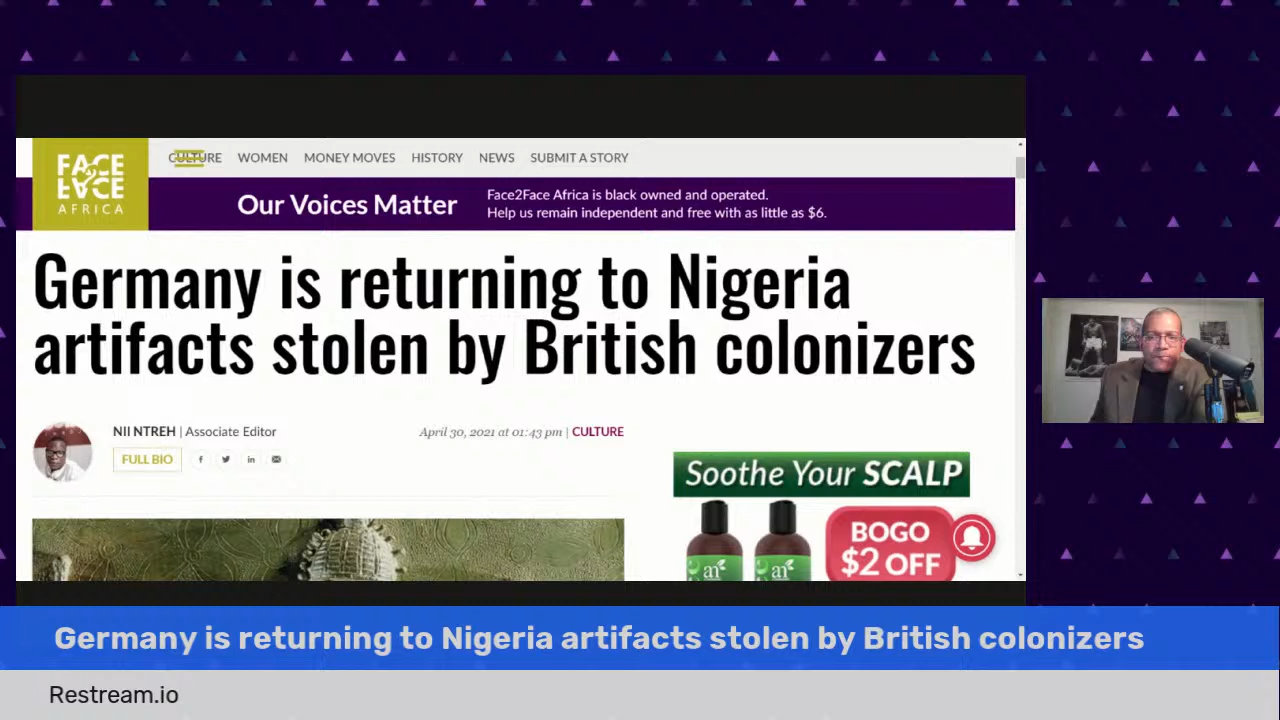 FACE
2
FACE
AFRICA
CULTURE WOMEN MONEY MOVES HISTORY NEWS SUBMIT A STORY
Our Voices Matter
Face2Face Africa is black owned and operated.
Help us remain independent and free with as little as $6.
Germany is returning to Nigeria
artifacts stolen by British colonizers
NII NTREH | Associate Editor
April 30, 2021 at 01:43 pm | CULTURE
FULL BIO
Soothe Your SCALP
an
an
BOGO
$2 OFF
Germany is returning to Nigeria artifacts stolen by British colonizers
Restream.io